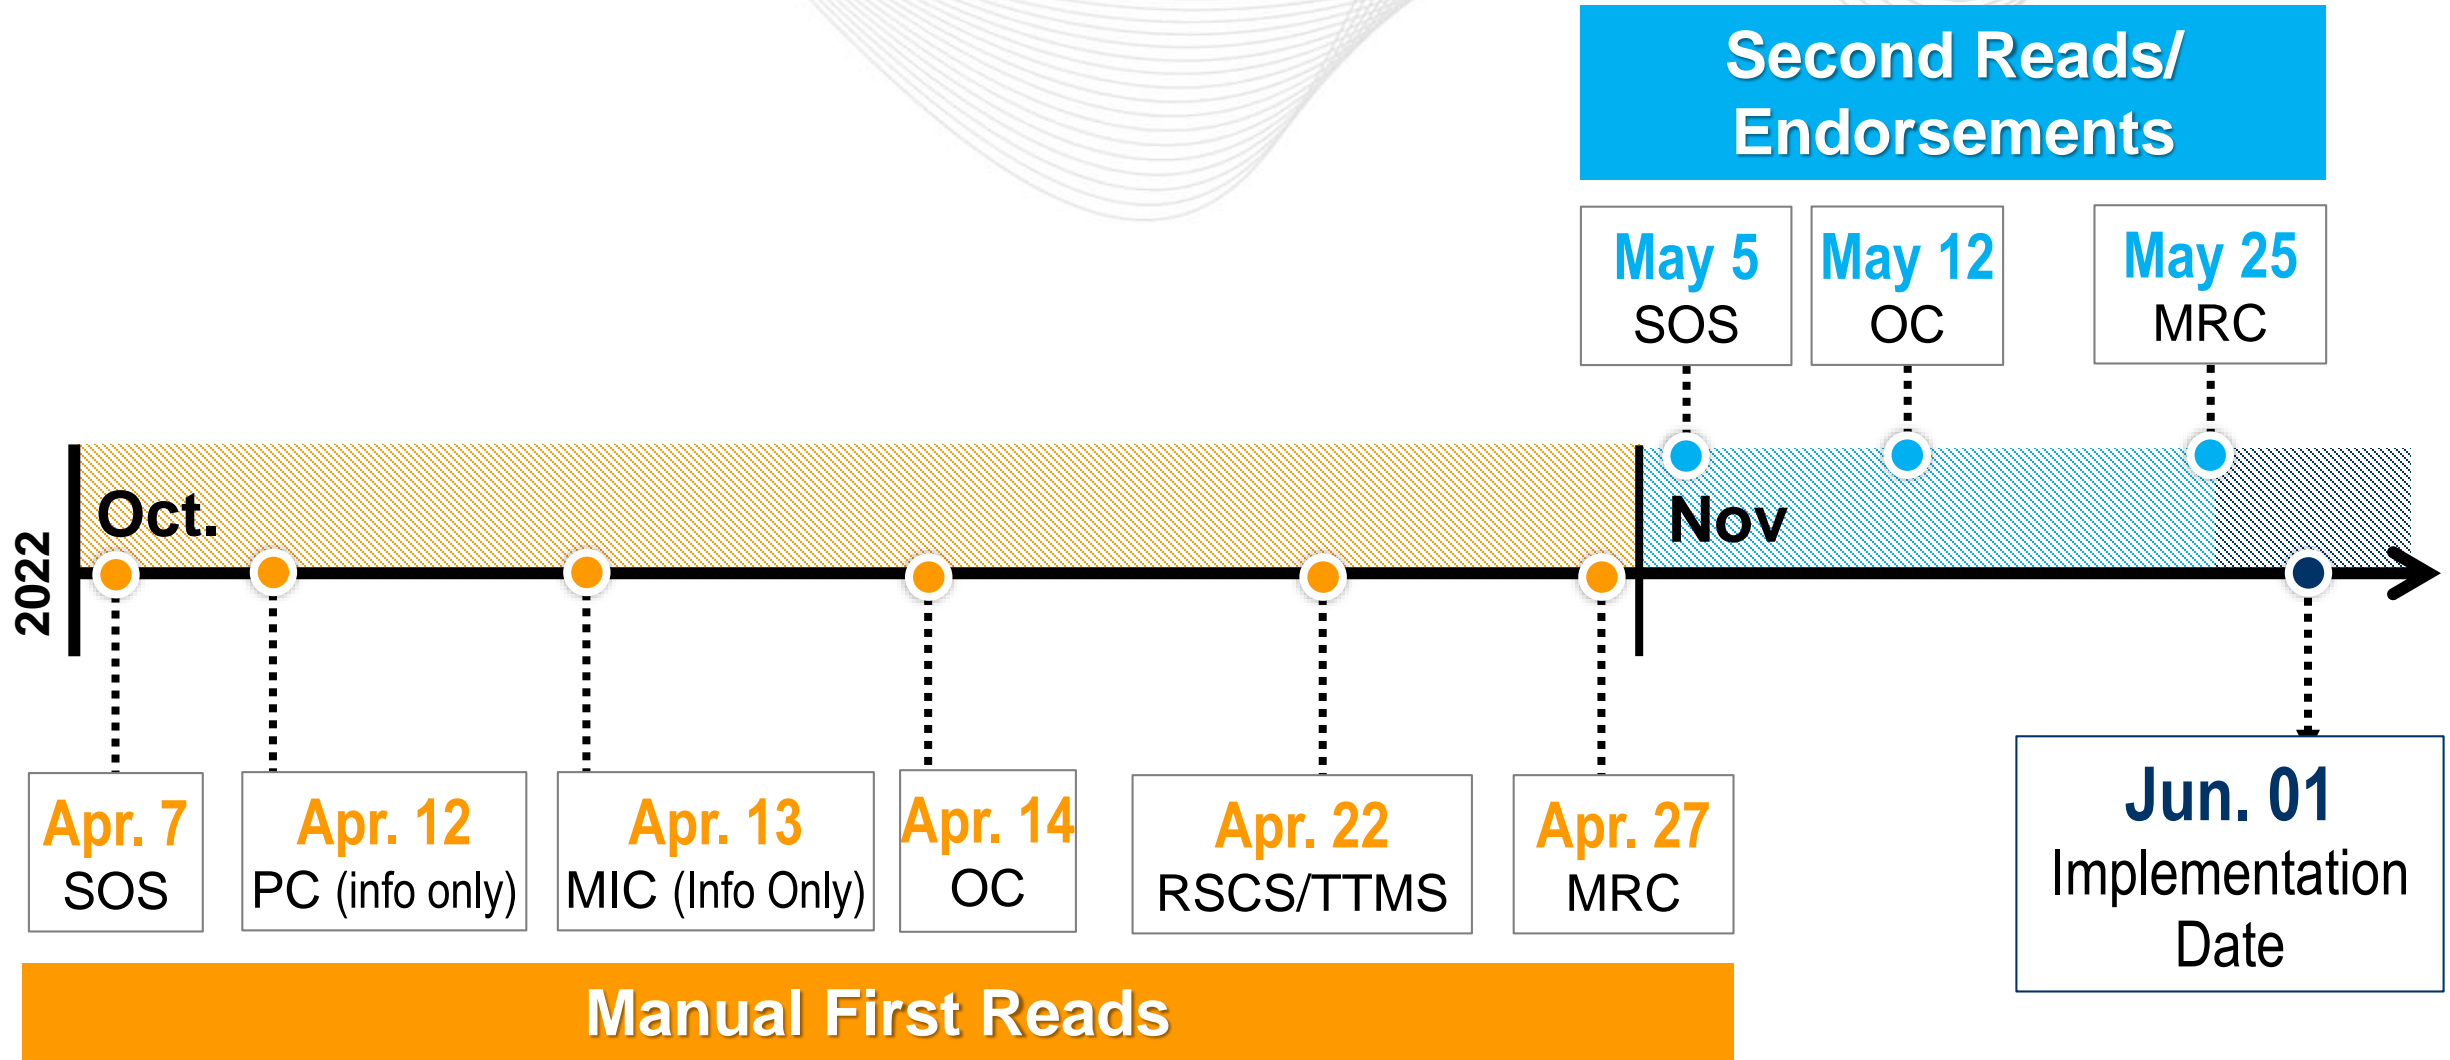 Second Reads/
Endorsements
May 5
SOS
May 12
OC
May 25
MRC
2022
Oct.
Nov
Apr. 7
SOS
Apr. 12
PC (info only)
Apr. 13
MIC (Info Only)
Apr. 14
OC
Apr. 22
RSCS/TTMS
Apr. 27
MRC
Jun. 01
Implementation
Date
Manual First Reads